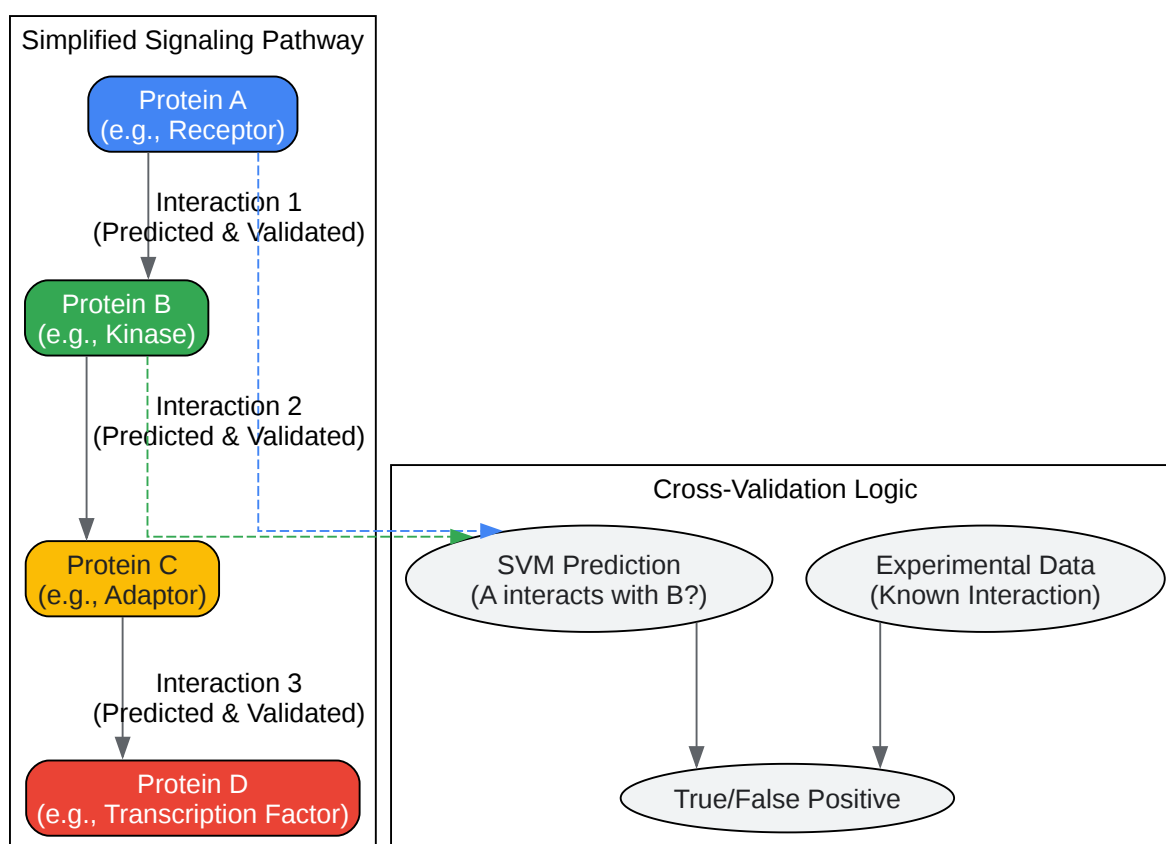 Simplified Signaling Pathway
Protein A
(e.g., Receptor)
Interaction 1
(Predicted & Validated)
Protein B
(e.g., Kinase)
Interaction 2
(Predicted & Validated)
Protein C
(e.g., Adaptor)
Interaction 3
(Predicted & Validated)
Protein D
(e.g., Transcription Factor)
Cross-Validation Logic
SVM Prediction
(A interacts with B?)
Experimental Data
(Known Interaction)
True/False Positive